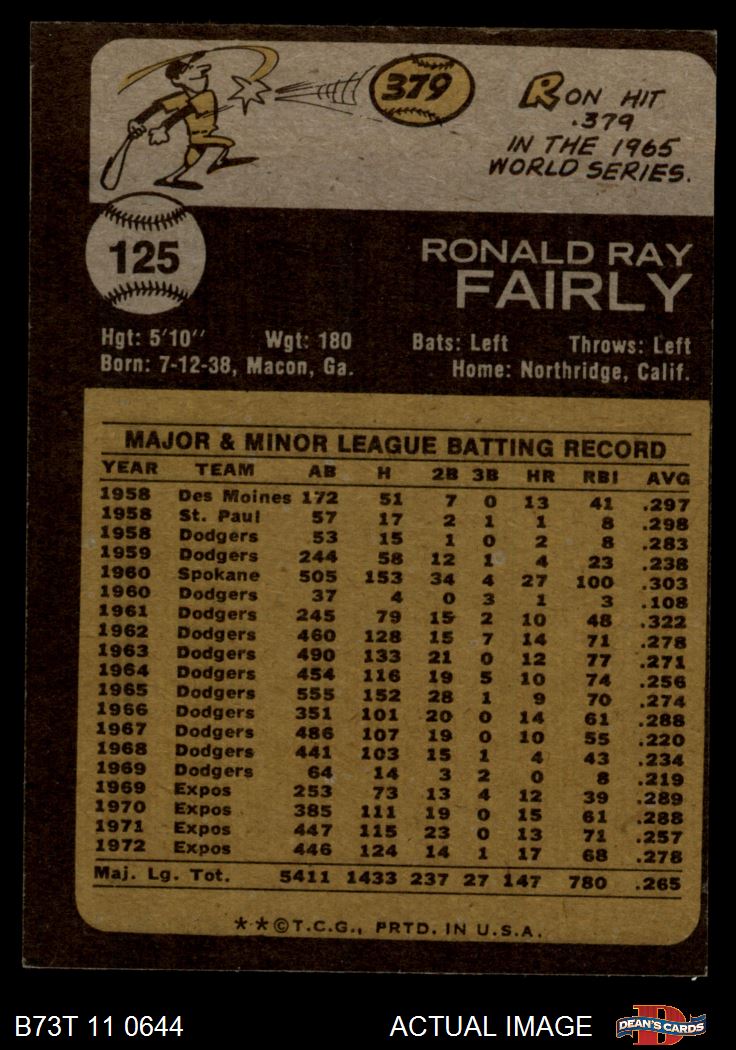 379
RON HIT
.379
IN THE 1965
WORLD SERIES.
125
RONALD RAY
FAIRLY
Hgt: 5'10'' Wgt: 180 Bats: Left Throws: Left
Born: 7-12-38, Macon, Ga. Home: Northridge, Calif.
MAJOR & MINOR LEAGUE BATTING RECORD
YEAR TEAM AB H 2B 3B HR RBI AVG
1958 Des Moines 172 51 7 0 13 41 .297
1958 St. Paul 57 17 2 1 1 8 .298
1958 Dodgers 53 15 1 0 2 8 .283
1959 Dodgers 244 58 12 1 4 23 .238
1960 Spokane 505 153 34 4 27 100 .303
1960 Dodgers 37 4 0 3 1 3 .108
1961 Dodgers 245 79 15 2 10 48 .322
1962 Dodgers 460 128 15 7 14 71 .278
1963 Dodgers 490 133 21 0 12 77 .271
1964 Dodgers 454 116 19 5 10 74 .256
1965 Dodgers 555 152 28 1 9 70 .274
1966 Dodgers 351 101 20 0 14 61 .288
1967 Dodgers 486 107 19 0 10 55 .220
1968 Dodgers 441 103 15 1 4 43 .234
1969 Dodgers 64 14 3 2 0 8 .219
1969 Expos 253 73 13 4 12 39 .289
1970 Expos 385 111 19 0 15 61 .288
1971 Expos 447 115 23 0 13 71 .257
1972 Expos 446 124 14 1 17 68 .278
Maj. Lg. Tot. 5411 1433 237 27 147 780 .265
**©T.C.G., PRTD. IN U.S.A.
B73T 11 0644 ACTUAL IMAGE D DEAN'S CARDS